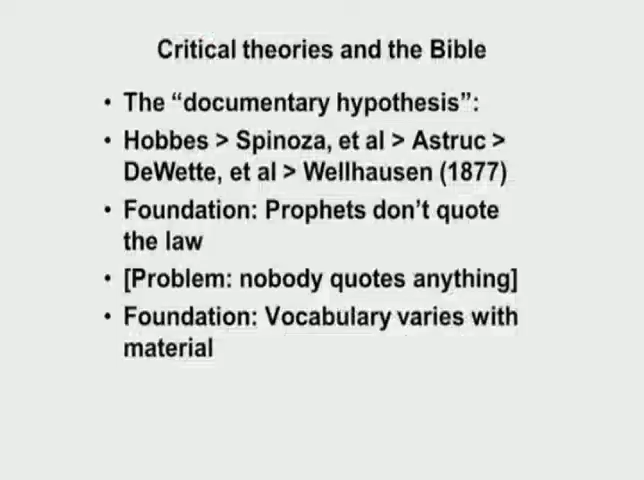 Critical theories and the Bible
• The “documentary hypothesis”:
• Hobbes > Spinoza, et al > Astruc >
DeWette, et al > Wellhausen (1877)
• Foundation: Prophets don’t quote
the law
• [Problem: nobody quotes anything]
• Foundation: Vocabulary varies with
material